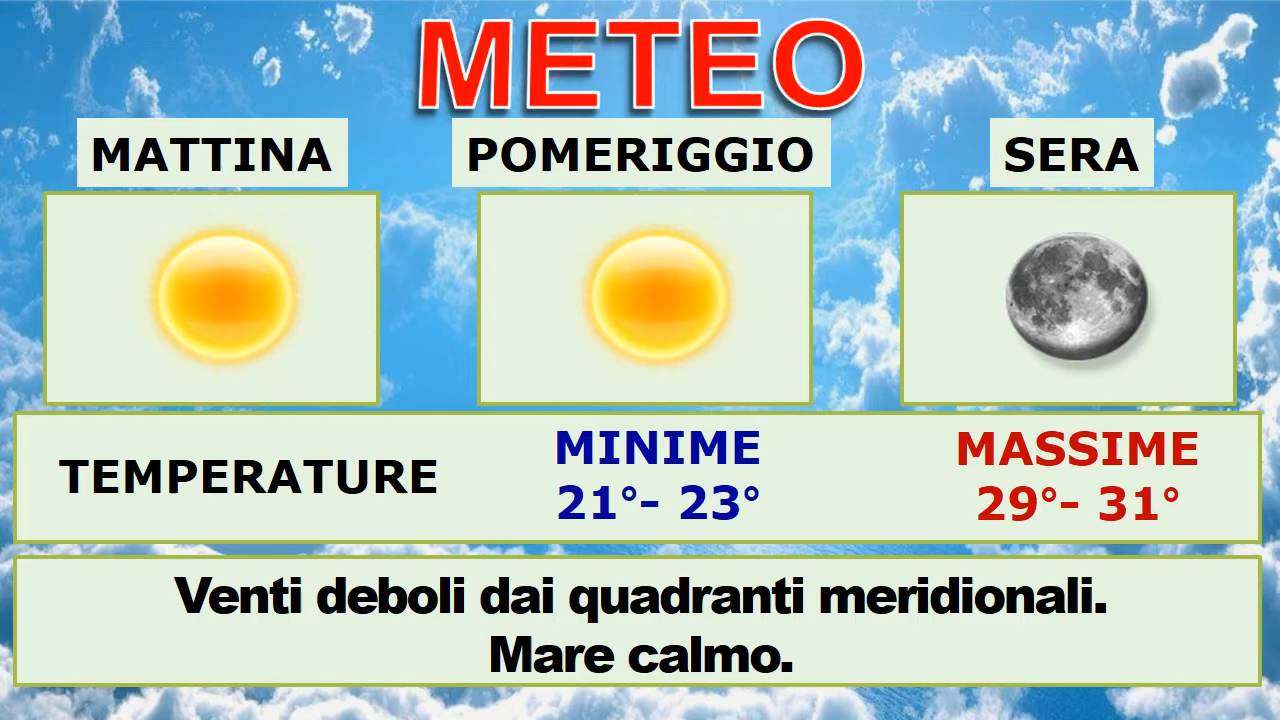 METEO
MATTINA
POMERIGGIO
SERA
TEMPERATURE
MINIME
21°- 23°
MASSIME
29°- 31°
Venti deboli dai quadranti meridionali.
Mare calmo.